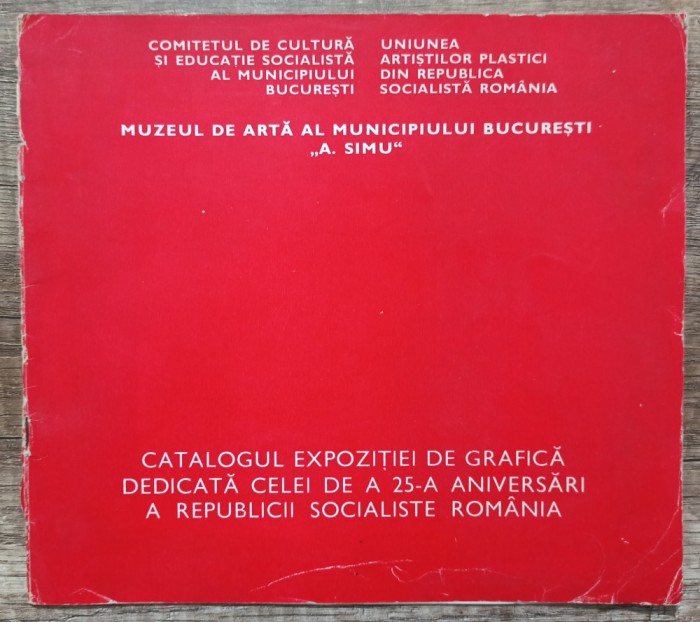 COMITETUL DE CULTURĂ
ȘI EDUCAȚIE SOCIALISTĂ
AL MUNICIPIULUI
BUCUREȘTI
UNIUNEA
ARTIȘTILOR PLASTICI
DIN REPUBLICA
SOCIALISTĂ ROMÂNIA
MUZEUL DE ARTĂ AL MUNICIPIULUI BUCUREȘTI
„A. SIMU“
CATALOGUL EXPOZIȚIEI DE GRAFICĂ
DEDICATĂ CELEI DE A 25-A ANIVERSĂRI
A REPUBLICII SOCIALISTE ROMÂNIA